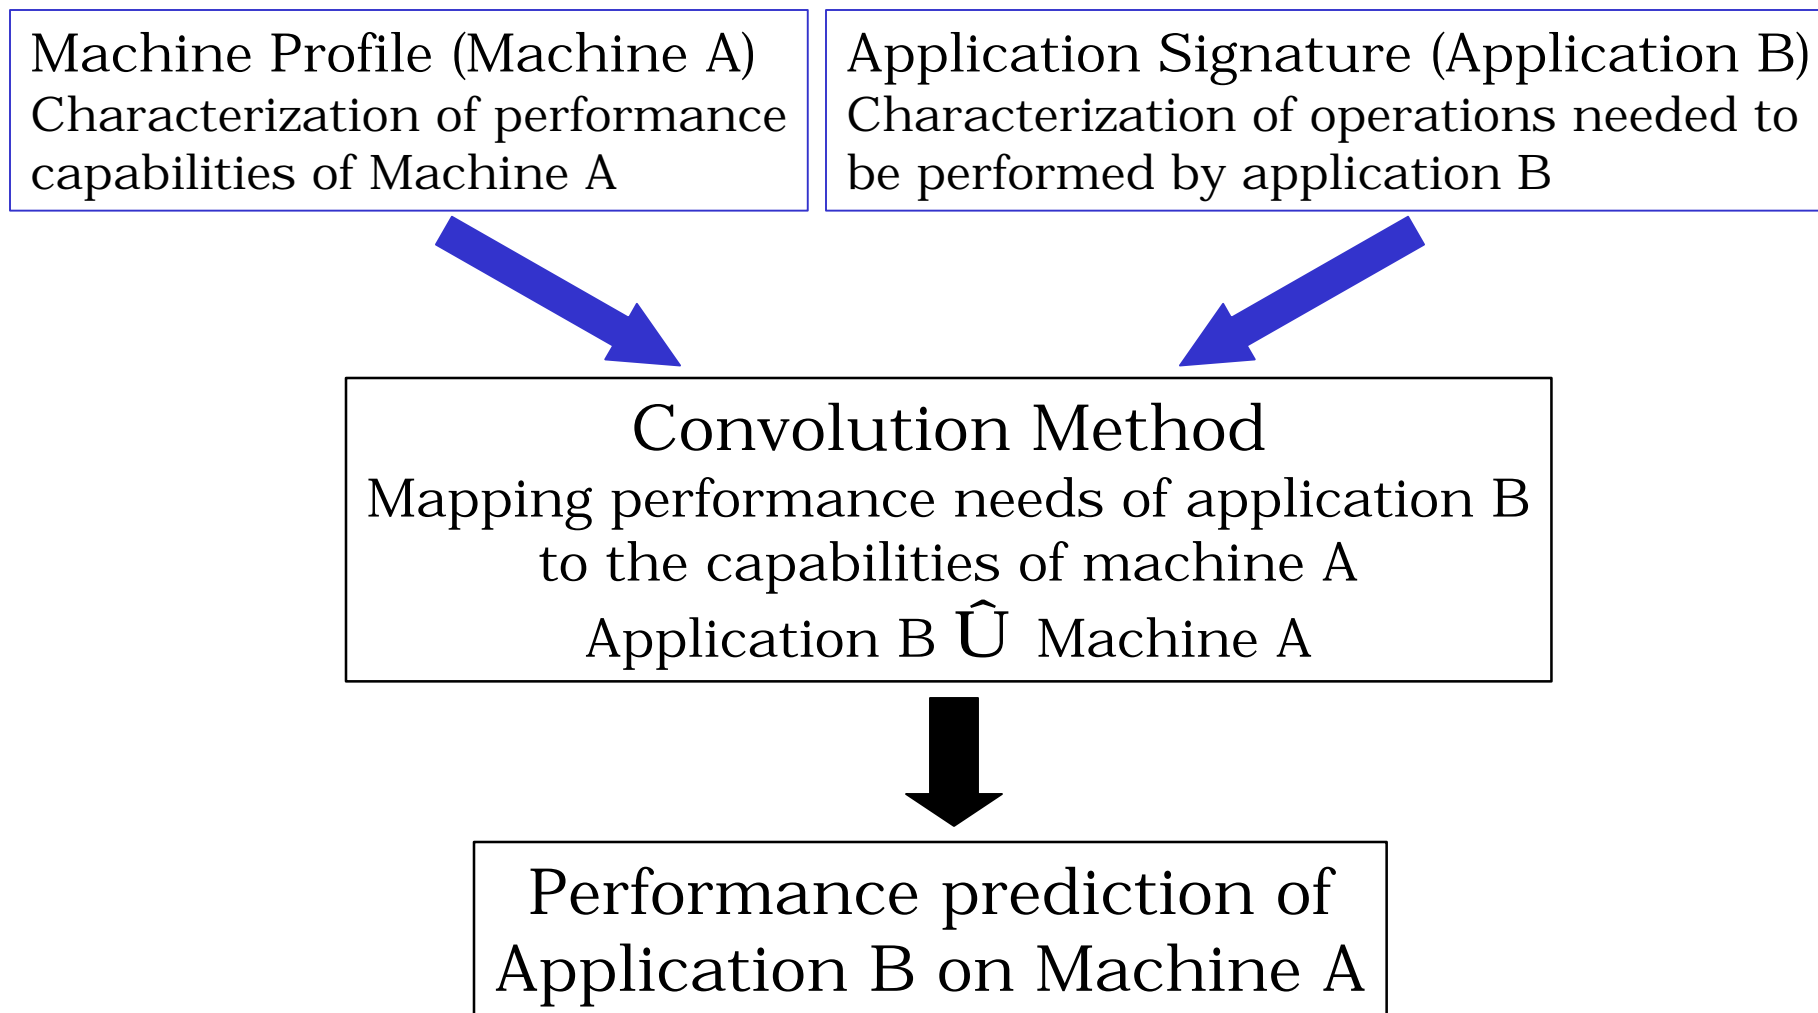 Machine Profile (Machine A)
Characterization of performance
capabilities of Machine A
Application Signature (Application B)
Characterization of operations needed to
be performed by application B
Convolution Method
Mapping performance needs of application B
to the capabilities of machine A
Application B Û Machine A
Performance prediction of
Application B on Machine A